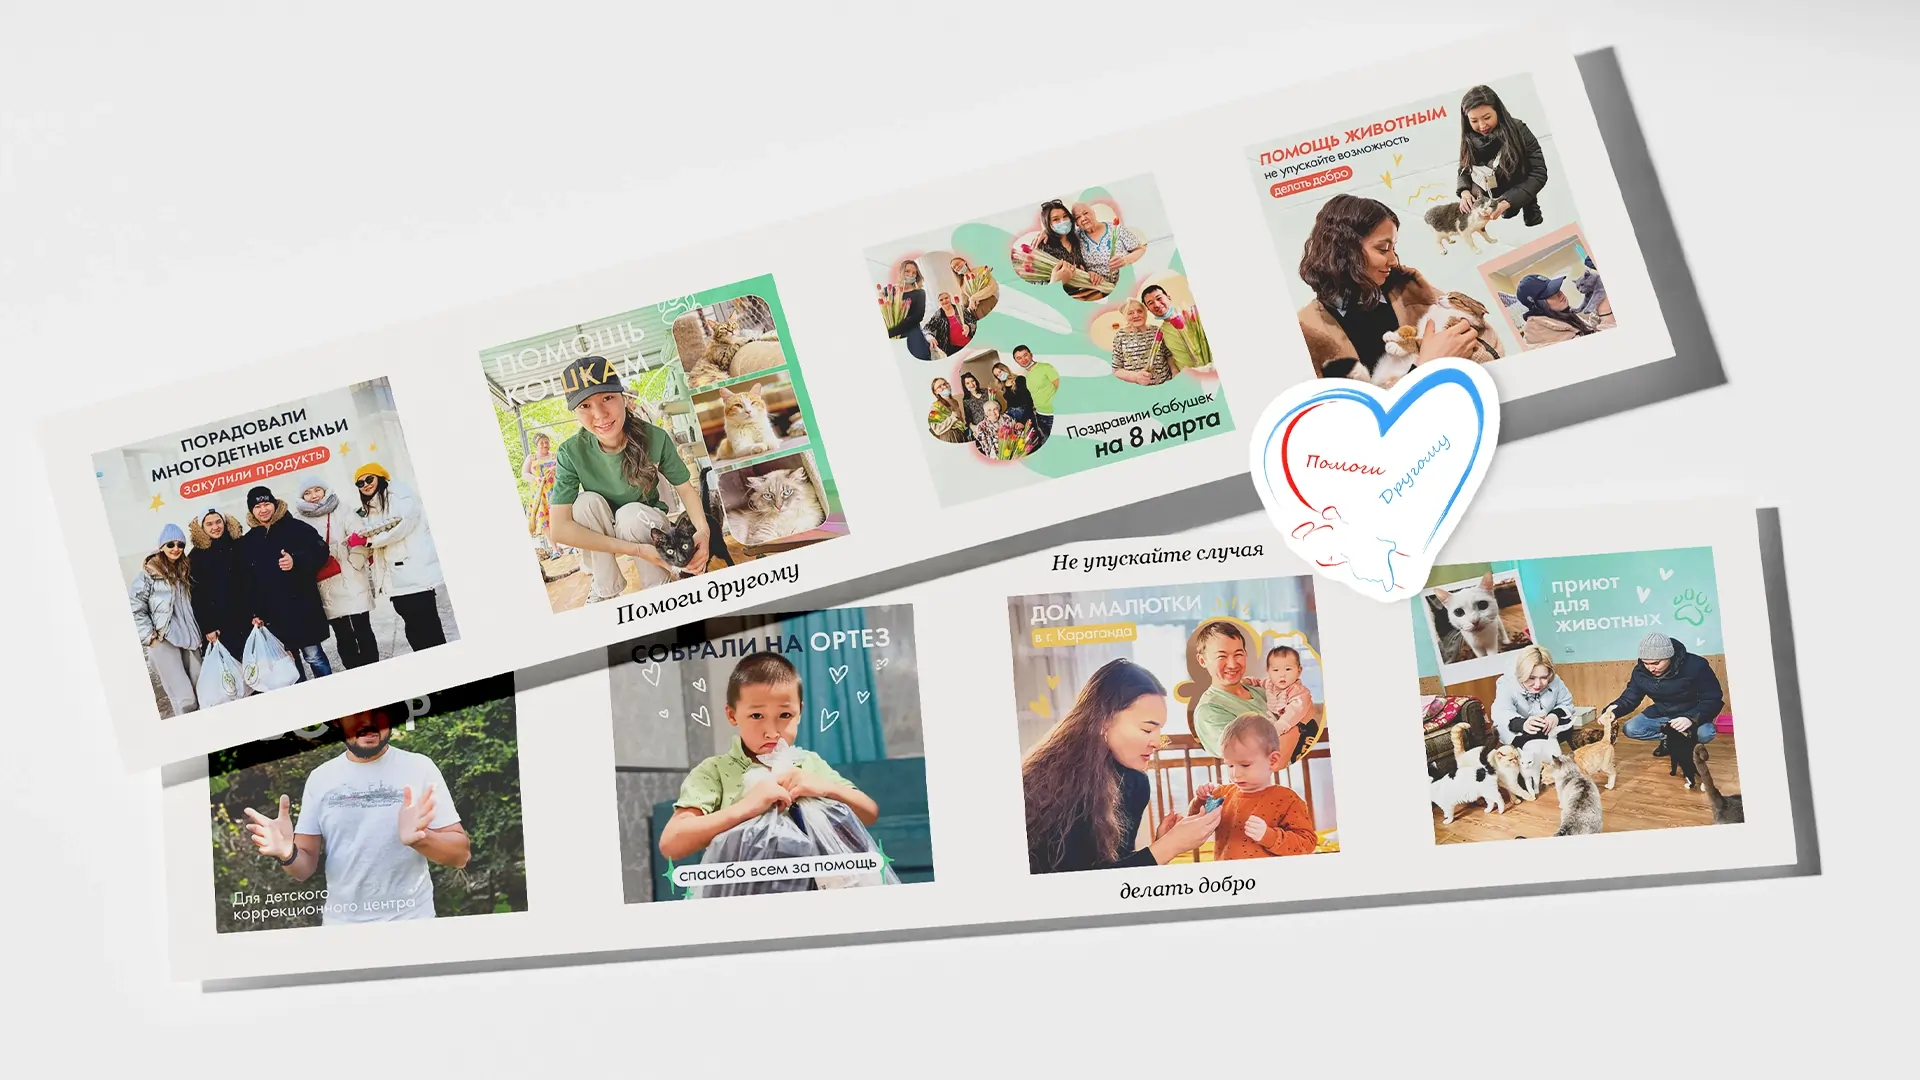 ПОРАДОВАЛИ
МНОГОДЕТНЫЕ СЕМЬИ
закупили продукты
ПОМОЩЬ
КОШКАМ
Помоги другому
Поздравили бабушек
на 8 марта
ПОМОЩЬ ЖИВОТНЫМ
не упускайте возможность
делать добро
Помоги
Другому
Для детского
коррекционного центра
СОБРАЛИ НА ОРТЕЗ
спасибо всем за помощь
Не упускайте случая
ДОМ МАЛЮТКИ
в г. Караганда
делать добро
приют
для
животных